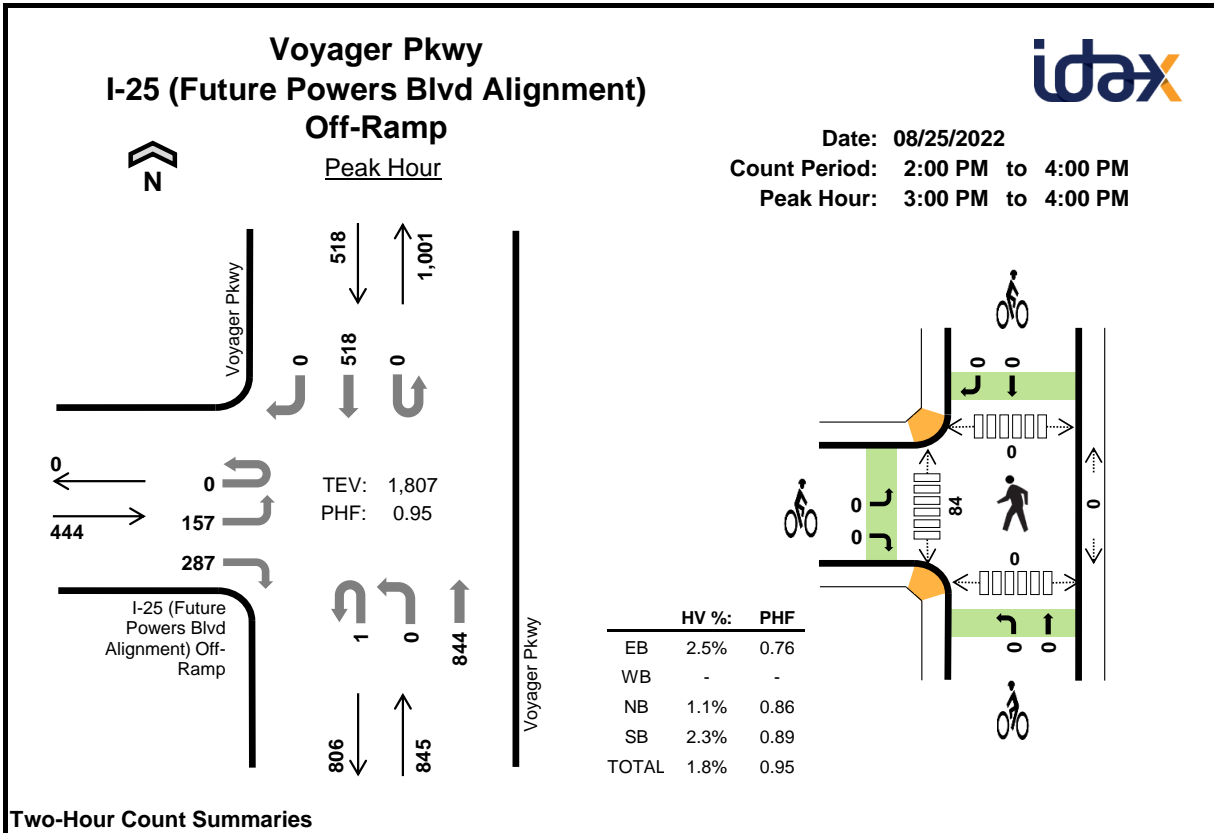 Voyager Pkwy
I-25 (Future Powers Blvd Alignment)
Off-Ramp
idax
N
Peak Hour
Date: 08/25/2022
Count Period: 2:00 PM to 4:00 PM
Peak Hour: 3:00 PM to 4:00 PM
518
1,001
Voyager Pkwy
0
518
0
0
444
0
157
287
TEV: 1,807
PHF: 0.95
I-25 (Future
Powers Blvd
Alignment) Off-
Ramp
1
0
844
Voyager Pkwy
806
845
0
0
0
0
0
84
0
0
0
0
HV %: PHF
EB 2.5% 0.76
WB - -
NB 1.1% 0.86
SB 2.3% 0.89
TOTAL 1.8% 0.95
Two-Hour Count Summaries